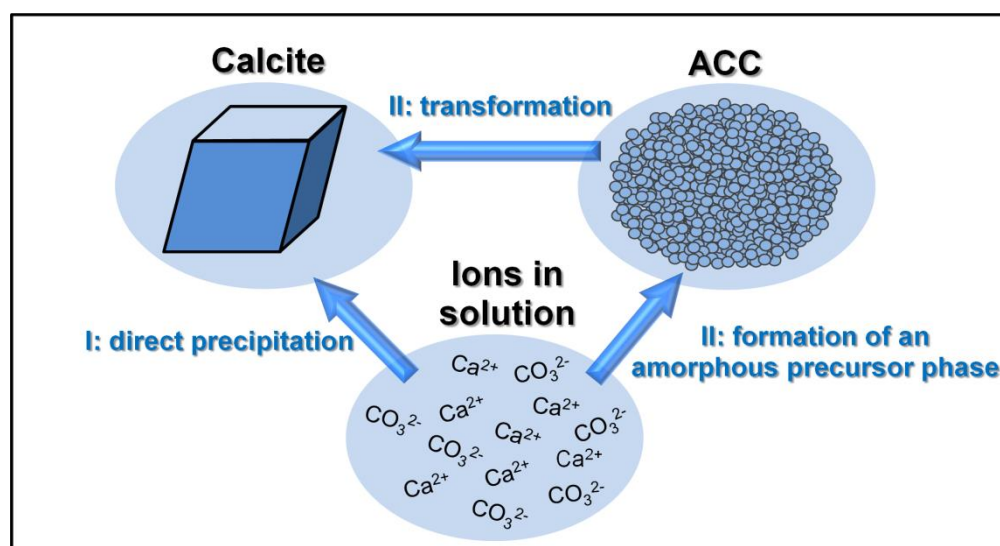 Calcite
ACC
II: transformation
Ions in
solution
I: direct precipitation
II: formation of an
amorphous precursor phase
Ca²⁺
CO₃²⁻
CO₃²⁻
Ca²⁺
Ca²⁺
CO₃²⁻
Ca²⁺
CO₃²⁻
Ca²⁺
Ca²⁺
Ca²⁺
CO₃²⁻
CO₃²⁻